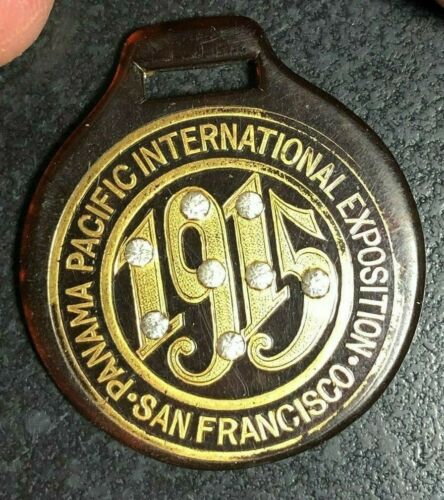 PANAMA PACIFIC INTERNATIONAL EXPOSITION
1915
• SAN FRANCISCO •